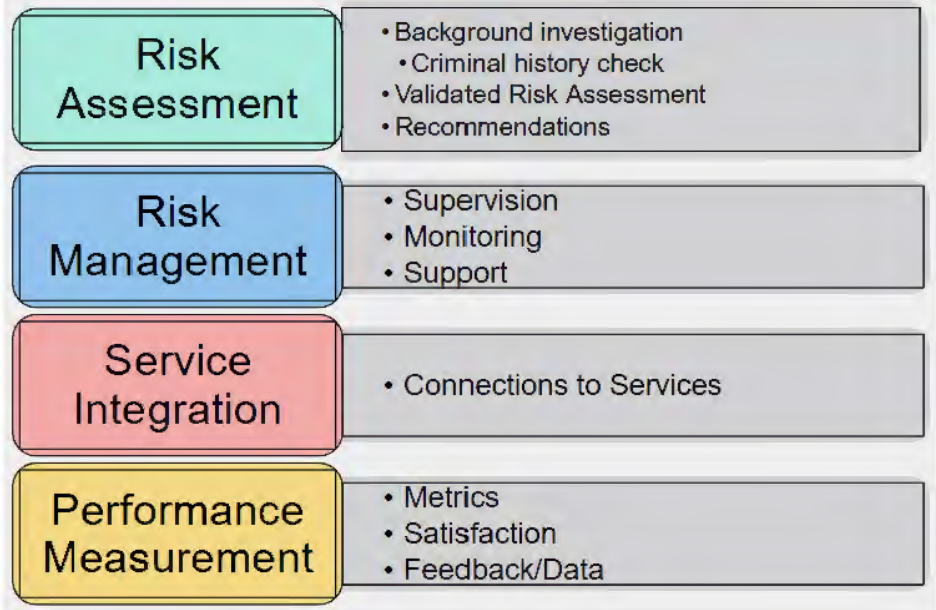 Risk
Assessment
• Background investigation
• Criminal history check
• Validated Risk Assessment
• Recommendations
Risk
Management
• Supervision
• Monitoring
• Support
Service
Integration
• Connections to Services
Performance
Measurement
• Metrics
• Satisfaction
• Feedback/Data